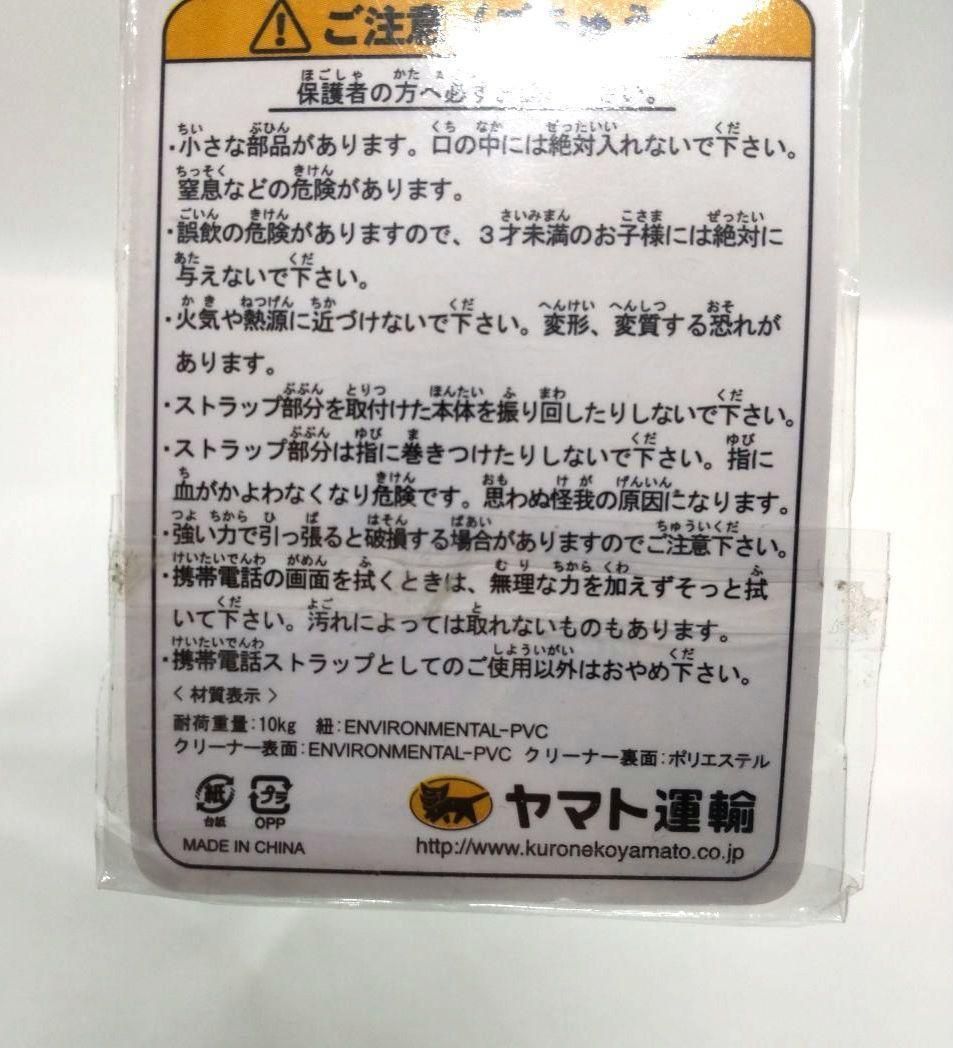 ご注意
保護者の方へ必ず
・小さな部品があります。口の中には絶対入れないで下さい。
窒息などの危険があります。
・誤飲の危険がありますので、3才未満のお子様には絶対に
与えないで下さい。
・火気や熱源に近づけないで下さい。変形、変質する恐れが
あります。
・ストラップ部分を取付けた本体を振り回したりしないで下さい。
・ストラップ部分は指に巻きつけたりしないで下さい。指に
血がかよわなくなり危険です。思わぬ怪我の原因になります。
・強い力で引っ張ると破損する場合がありますのでご注意下さい。
・携帯電話の画面を拭くときは、無理な力を加えずそっと拭
いて下さい。汚れによっては取れないものもあります。
・携帯電話ストラップとしてのご使用以外はおやめ下さい。
〈材質表示〉
耐荷重量:10kg 紐:ENVIRONMENTAL-PVC
クリーナー表面:ENVIRONMENTAL-PVC クリーナー裏面:ポリエステル
紙 プラ
台紙 OPP
ヤマト運輸
MADE IN CHINA
http://www.kuronekoyamato.co.jp